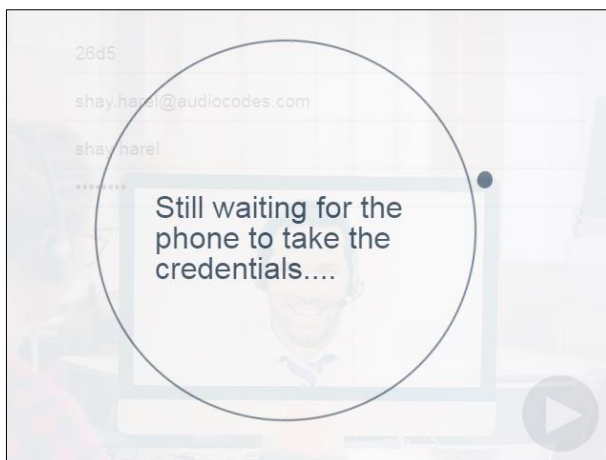 26d5
shay.harel@audiocodes.com
shay harel
••••••••
Still waiting for the
phone to take the
credentials....